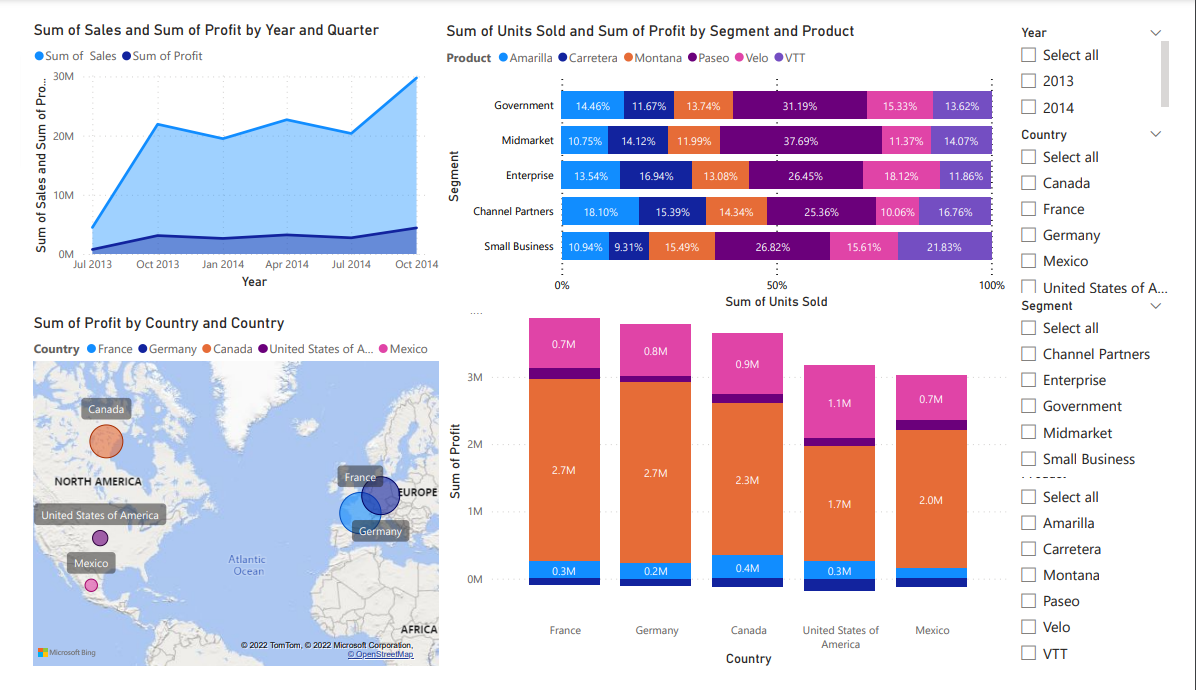 Sum of Sales and Sum of Profit by Year and Quarter
Sum of Sales Sum of Profit
Sum of Sales and Sum of Pro...
30M
20M
10M
0M
Jul 2013 Oct 2013 Jan 2014 Apr 2014 Jul 2014 Oct 2014
Year
Sum of Units Sold and Sum of Profit by Segment and Product
Product Amarilla Carretera Montana Paseo Velo VTT
Segment
Government 14.46% 11.67% 13.74% 31.19% 15.33% 13.62%
Midmarket 10.75% 14.12% 11.99% 37.69% 11.37% 14.07%
Enterprise 13.54% 16.94% 13.08% 26.45% 18.12% 11.86%
Channel Partners 18.10% 15.39% 14.34% 25.36% 10.06% 16.76%
Small Business 10.94% 9.31% 15.49% 26.82% 15.61% 21.83%
0% 50% 100%
Sum of Units Sold
Sum of Profit by Country and Country
Country France Germany Canada United States of A... Mexico
Canada
NORTH AMERICA
United States of America
Mexico
France
EUROPE
Germany
Atlantic
Ocean
AFRICA
© 2022 TomTom, © 2022 Microsoft Corporation,
© OpenStreetMap
Microsoft Bing
....
Sum of Profit
3M
2M
1M
0M
0.7M 0.8M 0.9M 1.1M 0.7M
2.7M 2.7M 2.3M 1.7M 2.0M
0.3M 0.2M 0.4M 0.3M
France Germany Canada United States of Mexico
America
Country
Year
Select all
2013
2014
Country
Select all
Canada
France
Germany
Mexico
United States of A...
Segment
Select all
Channel Partners
Enterprise
Government
Midmarket
Small Business
Select all
Amarilla
Carretera
Montana
Paseo
Velo
VTT